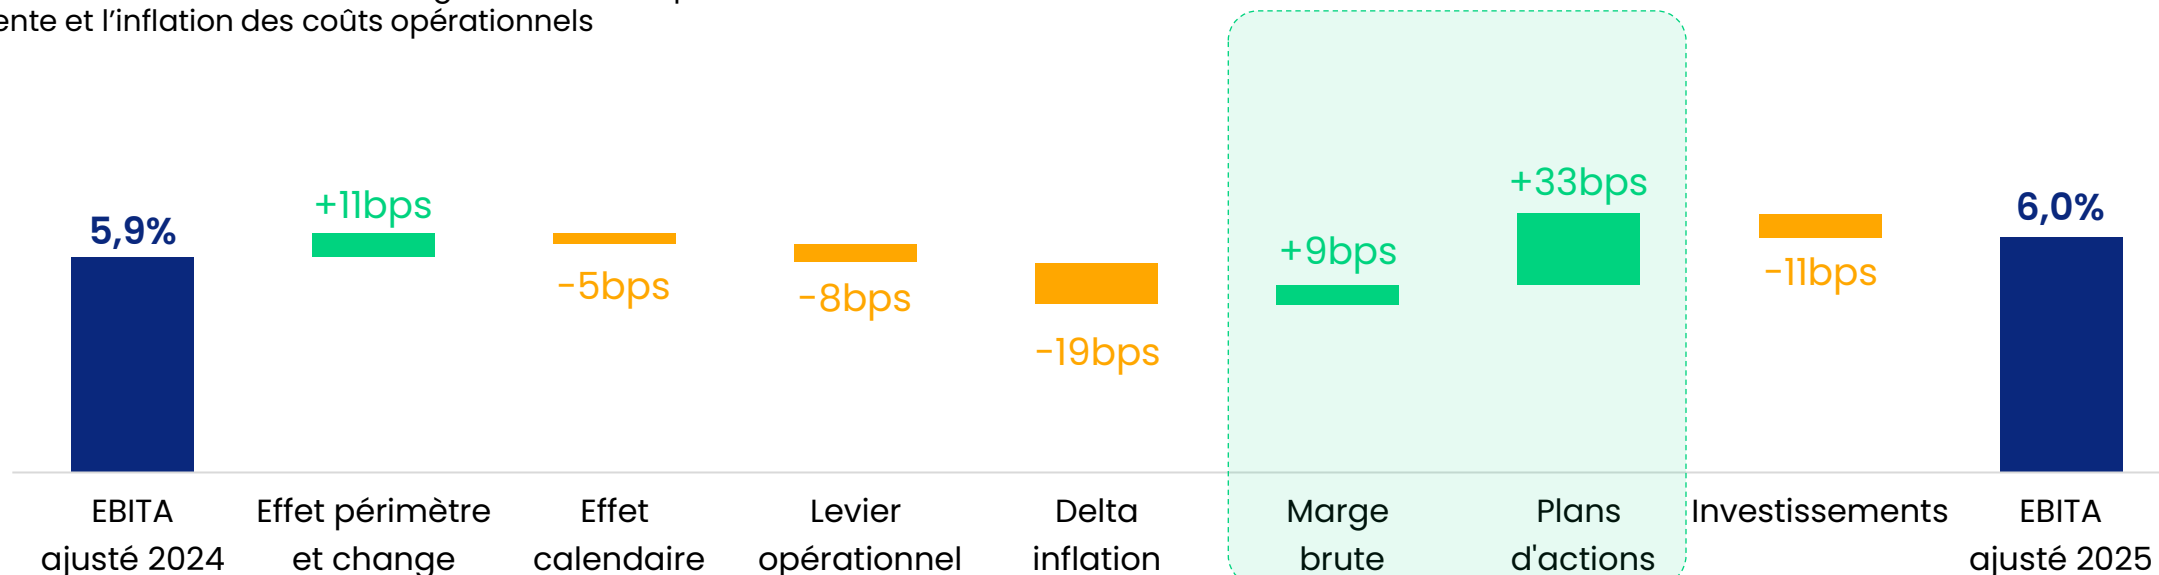 ente et l’inflation des coûts opérationnels
5,9%
+11bps
-5bps
-8bps
-19bps
+9bps
+33bps
-11bps
6,0%
EBITA
ajusté 2024
Effet périmètre
et change
Effet
calendaire
Levier
opérationnel
Delta
inflation
Marge
brute
Plans
d'actions
Investissements
EBITA
ajusté 2025